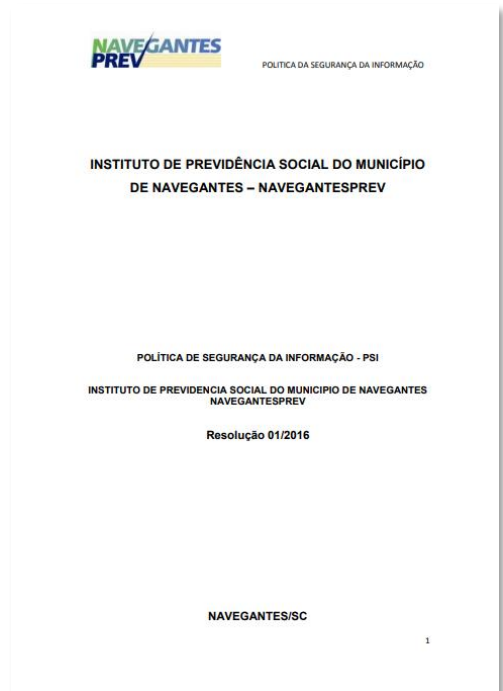 NAVEGANTES
PREV
POLITICA DA SEGURANÇA DA INFORMAÇÃO
INSTITUTO DE PREVIDÊNCIA SOCIAL DO MUNICÍPIO
DE NAVEGANTES – NAVEGANTESPREV
POLÍTICA DE SEGURANÇA DA INFORMAÇÃO - PSI
INSTITUTO DE PREVIDENCIA SOCIAL DO MUNICIPIO DE NAVEGANTES
NAVEGANTESPREV
Resolução 01/2016
NAVEGANTES/SC
1